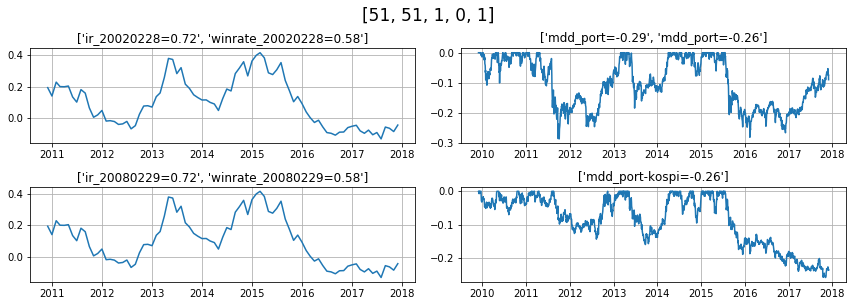 [51, 51, 1, 0, 1]
['ir_20020228=0.72', 'winrate_20020228=0.58']
0.4
0.2
0.0
2011 2012 2013 2014 2015 2016 2017 2018
['mdd_port=-0.29', 'mdd_port=-0.26']
0.0
−0.1
−0.2
−0.3
2010 2011 2012 2013 2014 2015 2016 2017 2018
['ir_20080229=0.72', 'winrate_20080229=0.58']
0.4
0.2
0.0
2011 2012 2013 2014 2015 2016 2017 2018
['mdd_port-kospi=-0.26']
0.0
−0.1
−0.2
2010 2011 2012 2013 2014 2015 2016 2017 2018